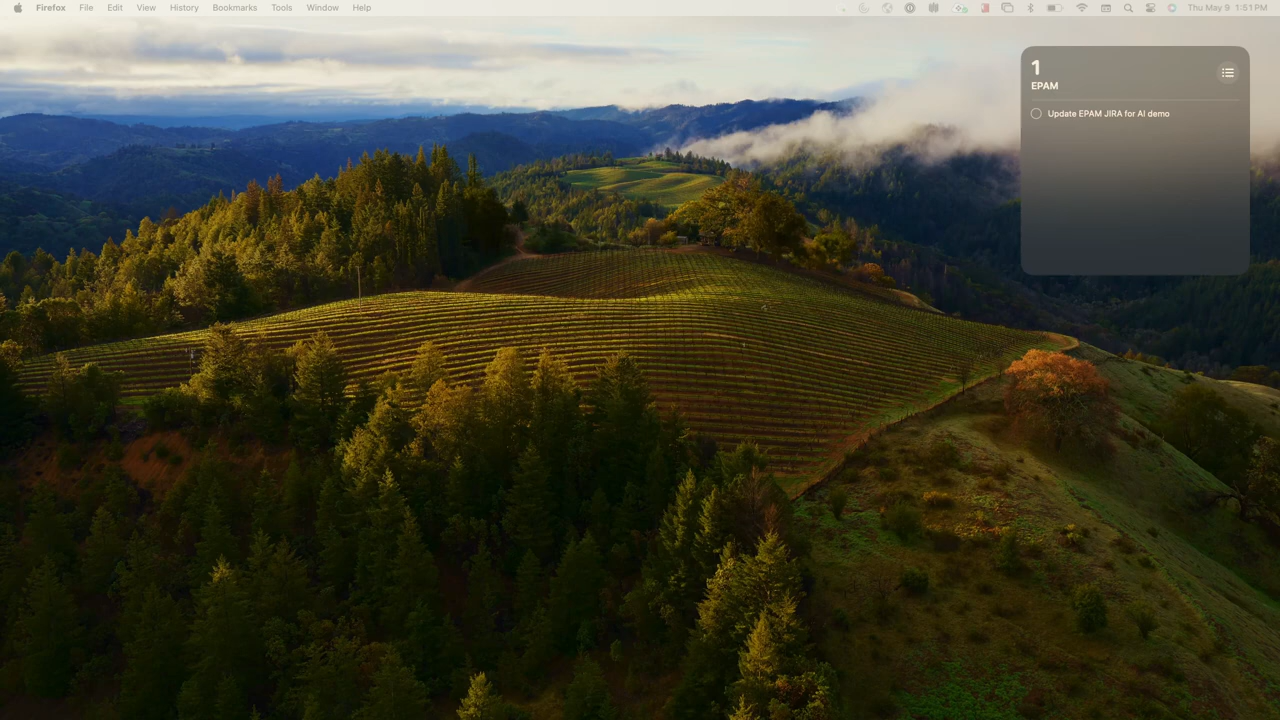 Firefox File Edit View History Bookmarks Tools Window Help Thu May 9 1:51 PM
1
EPAM
Update EPAM JIRA for AI demo